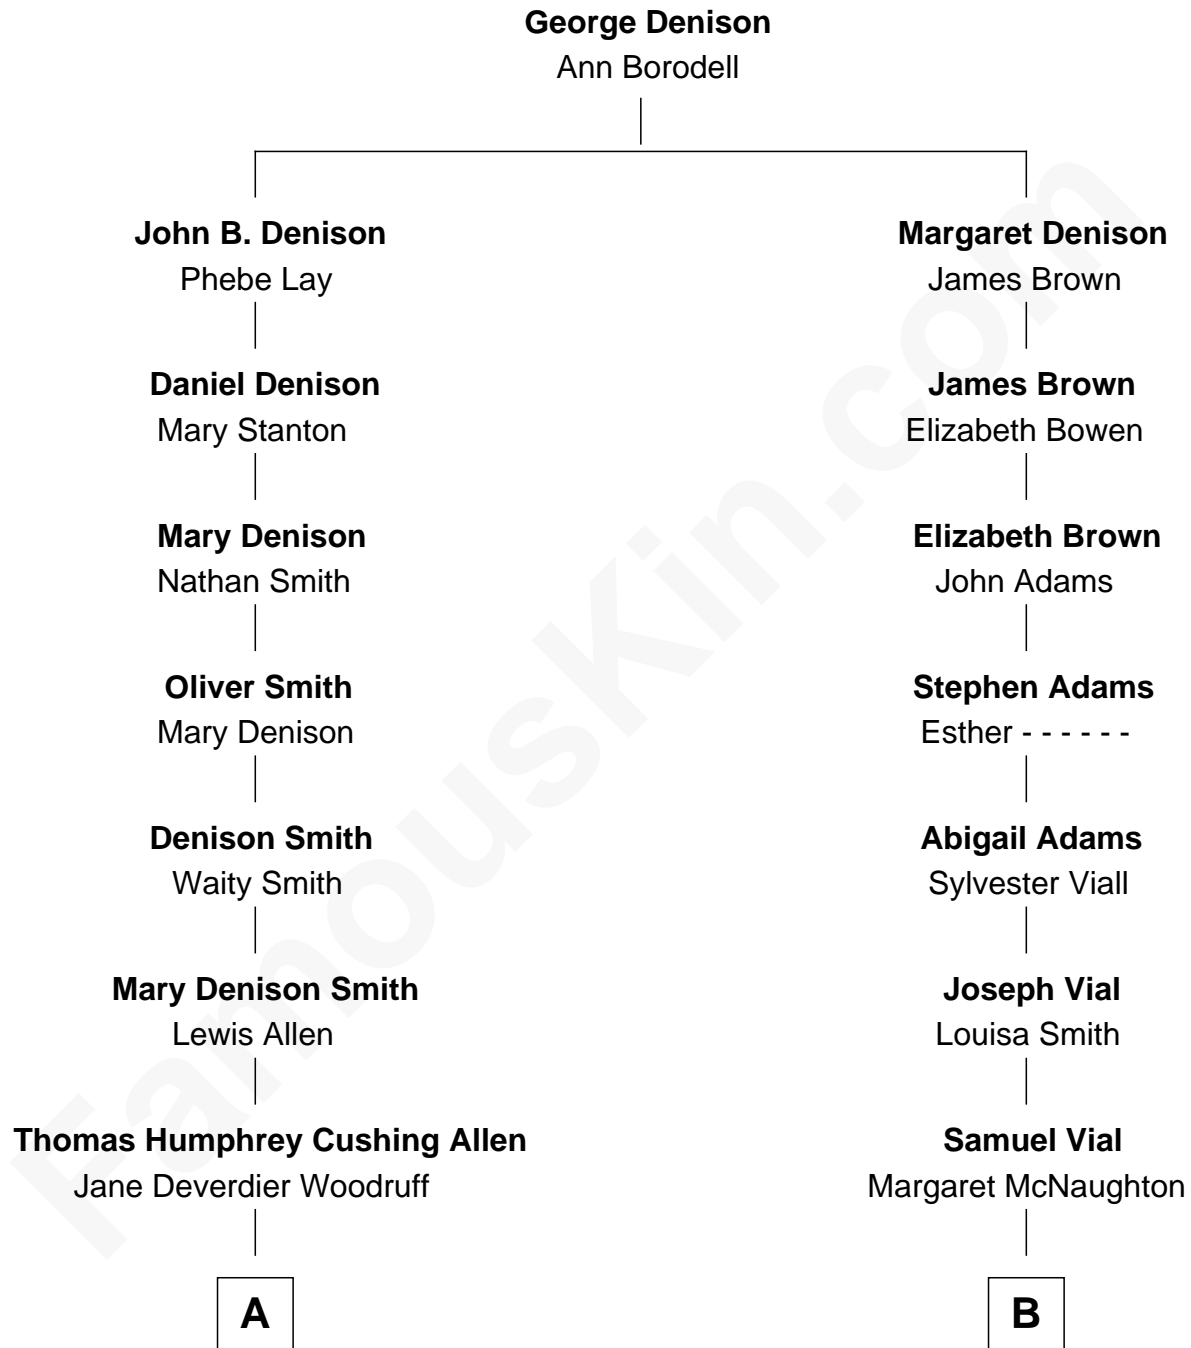 George Denison
Ann Borodell
John B. Denison
Phebe Lay
Daniel Denison
Mary Stanton
Mary Denison
Nathan Smith
Oliver Smith
Mary Denison
Denison Smith
Waity Smith
Mary Denison Smith
Lewis Allen
Thomas Humphrey Cushing Allen
Jane Deverdier Woodruff
A
Margaret Denison
James Brown
James Brown
Elizabeth Bowen
Elizabeth Brown
John Adams
Stephen Adams
Esther - - - - - -
Abigail Adams
Sylvester Viall
Joseph Vial
Louisa Smith
Samuel Vial
Margaret McNaughton
B
FamousKin.com